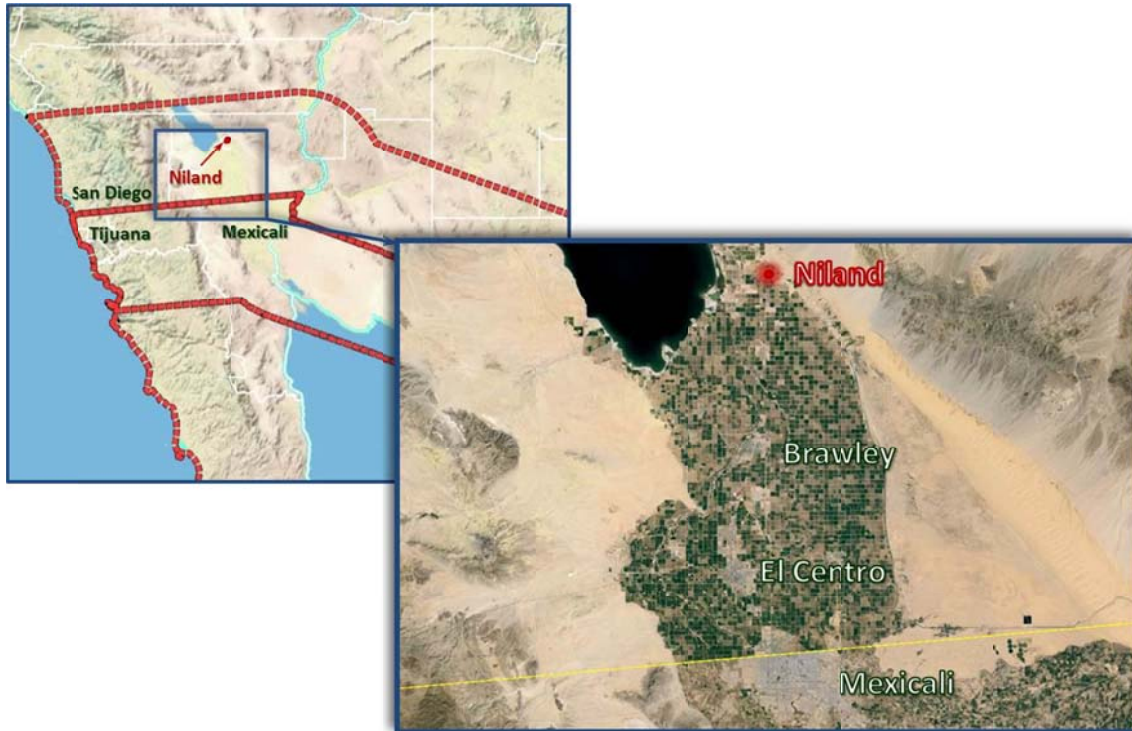 Niland
San Diego
Tijuana
Mexicali
Niland
Brawley
El Centro
Mexicali